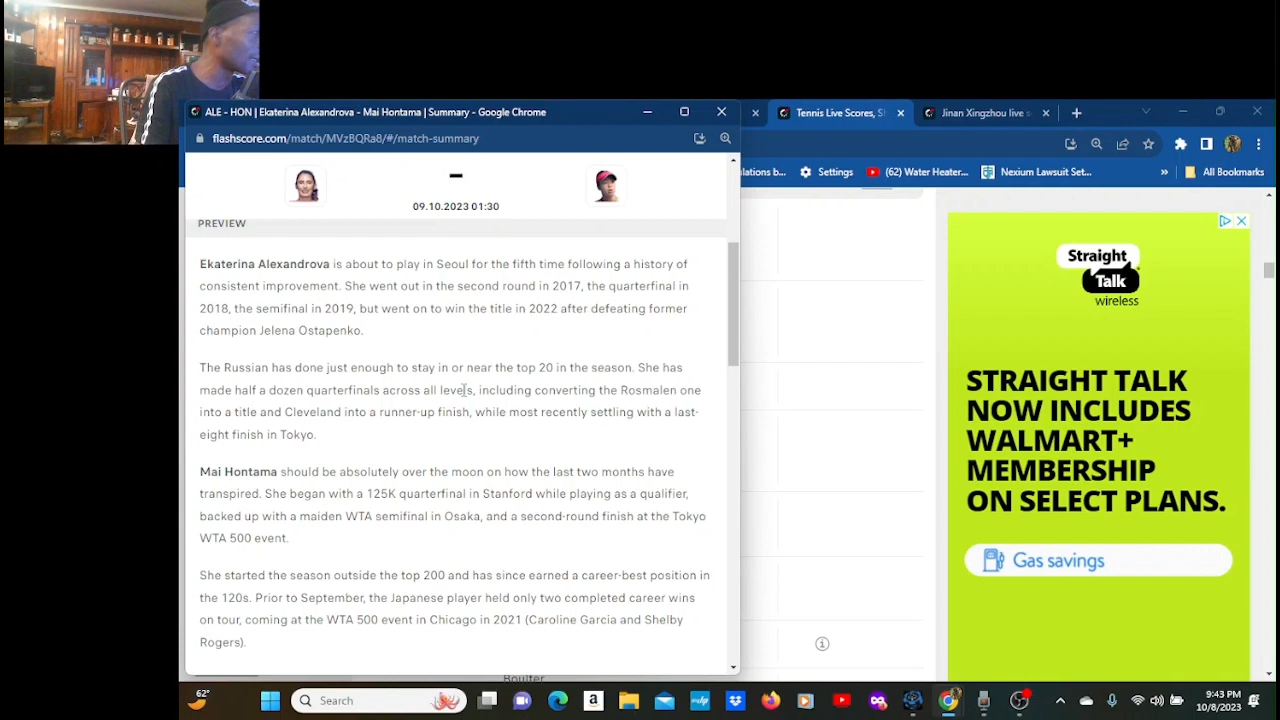 ALE - HON | Ekaterina Alexandrova - Mai Hontama | Summary - Google Chrome
flashscore.com/match/MVzBQRa8/#/match-summary
Tennis Live Scores, S
Jinan Xingzhou live s
ulations b...
Settings
(62) Water Heater...
Nexium Lawsuit Set...
»
All Bookmarks
-
09.10.2023 01:30
PREVIEW
Ekaterina Alexandrova is about to play in Seoul for the fifth time following a history of
consistent improvement. She went out in the second round in 2017, the quarterfinal in
2018, the semifinal in 2019, but went on to win the title in 2022 after defeating former
champion Jelena Ostapenko.
The Russian has done just enough to stay in or near the top 20 in the season. She has
made half a dozen quarterfinals across all levels, including converting the Rosmalen one
into a title and Cleveland into a runner-up finish, while most recently settling with a last-
eight finish in Tokyo.
Mai Hontama should be absolutely over the moon on how the last two months have
transpired. She began with a 125K quarterfinal in Stanford while playing as a qualifier,
backed up with a maiden WTA semifinal in Osaka, and a second-round finish at the Tokyo
WTA 500 event.
She started the season outside the top 200 and has since earned a career-best position in
the 120s. Prior to September, the Japanese player held only two completed career wins
on tour, coming at the WTA 500 event in Chicago in 2021 (Caroline Garcia and Shelby
Rogers).
Boulter
Straight
Talk
wireless
STRAIGHT TALK
NOW INCLUDES
WALMART+
MEMBERSHIP
ON SELECT PLANS.
Gas savings
62°
Search
9:43 PM
10/8/2023